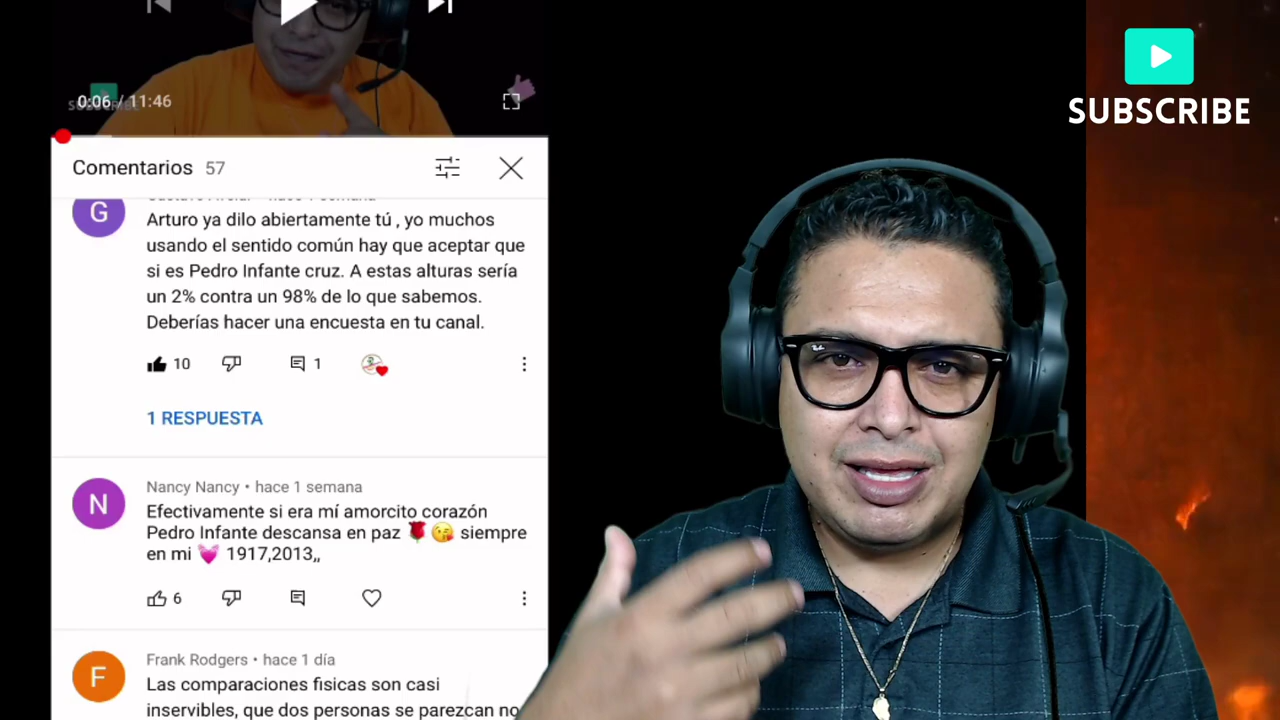 0:06 / 11:46
SUBSCRIBE
Comentarios 57
G
Arturo ya dilo abiertamente tú , yo muchos
usando el sentido común hay que aceptar que
si es Pedro Infante cruz. A estas alturas sería
un 2% contra un 98% de lo que sabemos.
Deberías hacer una encuesta en tu canal.
10 1
1 RESPUESTA
N
Nancy Nancy • hace 1 semana
Efectivamente si era mí amorcito corazón
Pedro Infante descansa en paz 🌹 😘 siempre
en mi 💓 1917,2013,,
6
F
Frank Rodgers • hace 1 día
Las comparaciones fisicas son casi
inservibles, que dos personas se parezcan no